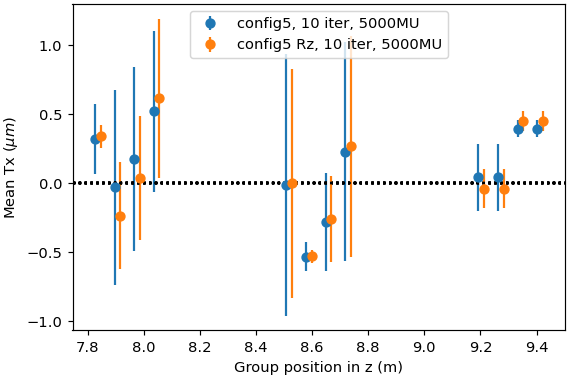 config5, 10 iter, 5000MU
config5 Rz, 10 iter, 5000MU
Mean Tx (μm)
1.0
0.5
0.0
−0.5
−1.0
7.8 8.0 8.2 8.4 8.6 8.8 9.0 9.2 9.4
Group position in z (m)